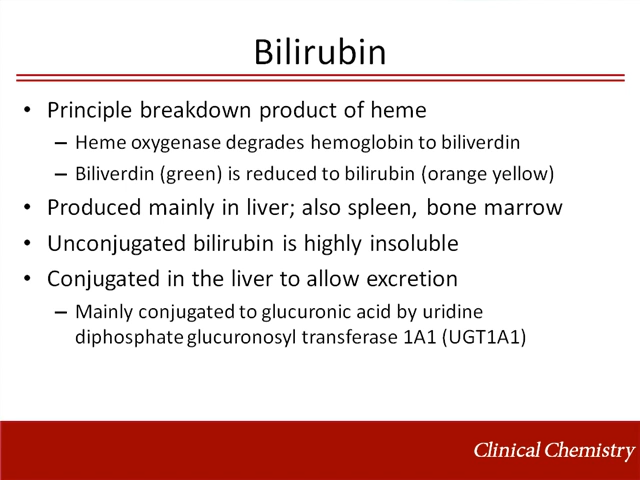 Bilirubin
• Principle breakdown product of heme
– Heme oxygenase degrades hemoglobin to biliverdin
– Biliverdin (green) is reduced to bilirubin (orange yellow)
• Produced mainly in liver; also spleen, bone marrow
• Unconjugated bilirubin is highly insoluble
• Conjugated in the liver to allow excretion
– Mainly conjugated to glucuronic acid by uridine
diphosphate glucuronosyl transferase 1A1 (UGT1A1)
Clinical Chemistry